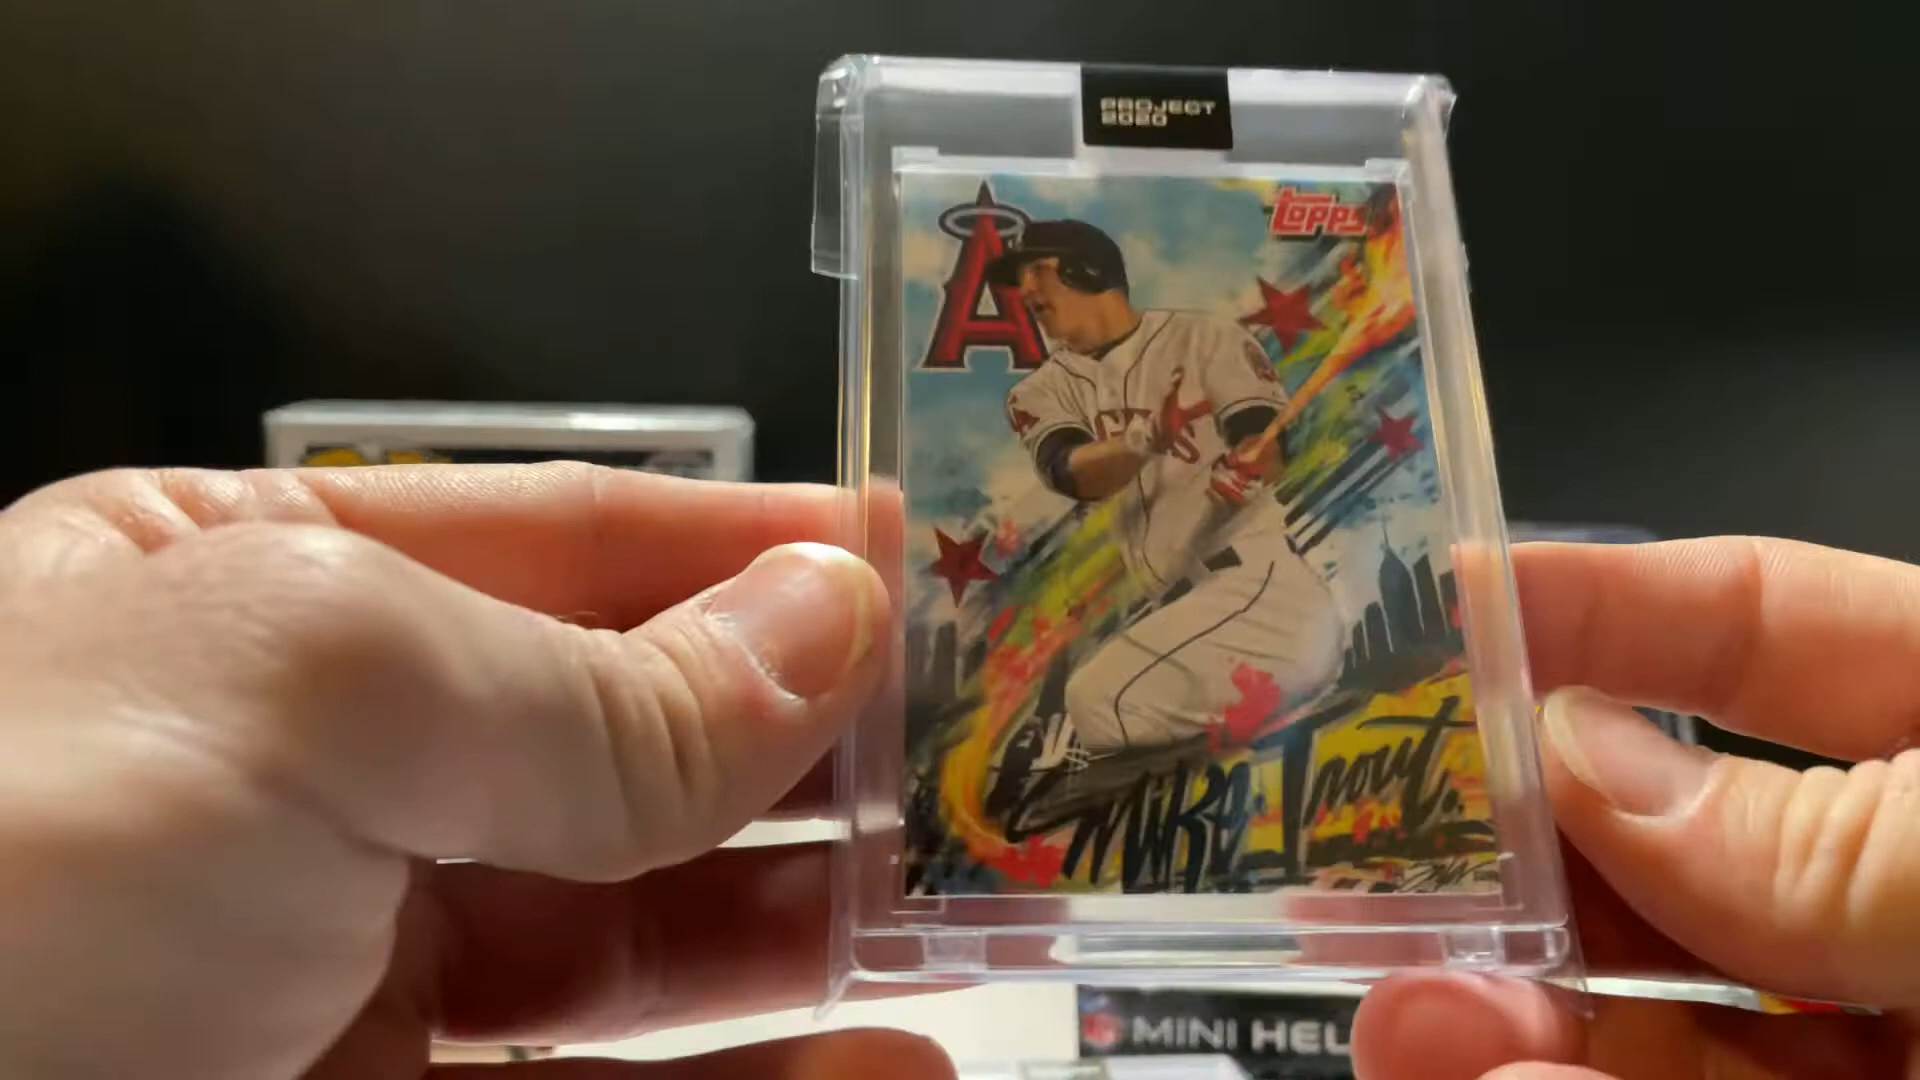 PROJECT
2020
Topps
A
Mike Trout.
MINI HEL